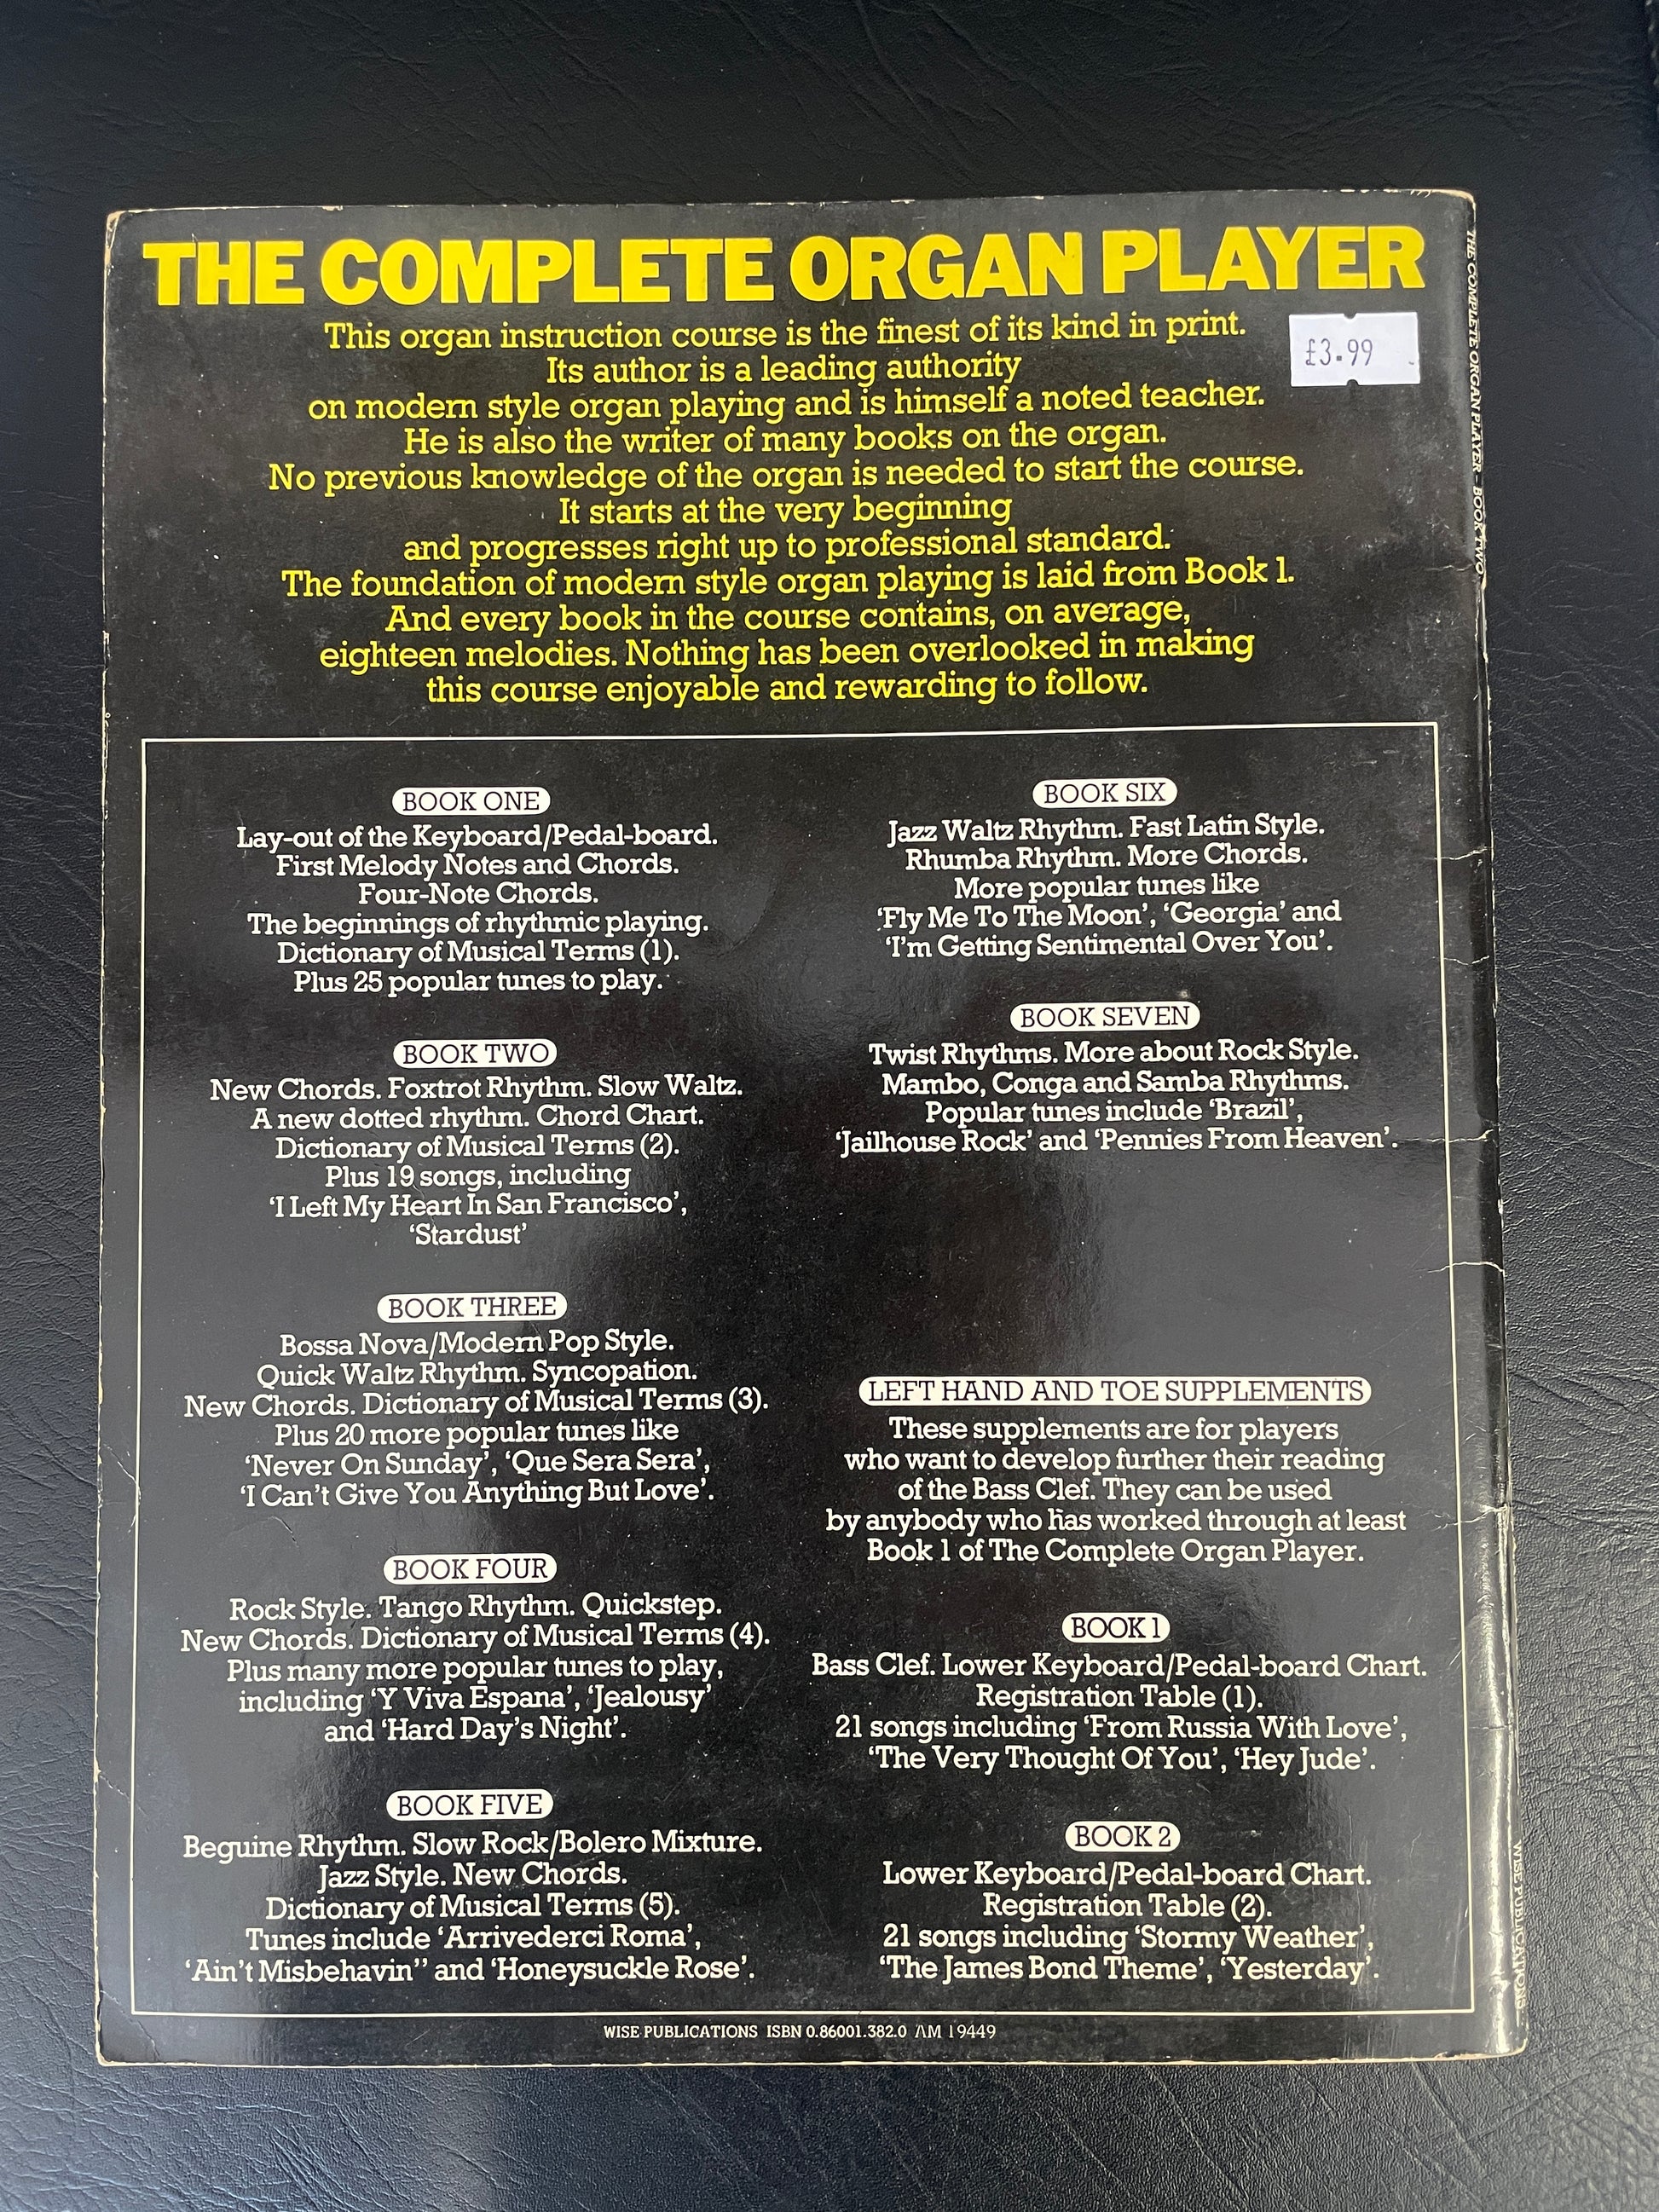 THE COMPLETE ORGAN PLAYER
This organ instruction course is the finest of its kind in print.
£3.99
Its author is a leading authority
on modern style organ playing and is himself a noted teacher.
He is also the writer of many books on the organ.
No previous knowledge of the organ is needed to start the course.
It starts at the very beginning
and progresses right up to professional standard.
The foundation of modern style organ playing is laid from Book 1.
And every book in the course contains, on average,
eighteen melodies. Nothing has been overlooked in making
this course enjoyable and rewarding to follow.
BOOK ONE
Lay-out of the Keyboard/Pedal-board.
First Melody Notes and Chords.
Four-Note Chords.
The beginnings of rhythmic playing.
Dictionary of Musical Terms (1).
Plus 25 popular tunes to play.
BOOK TWO
New Chords. Foxtrot Rhythm. Slow Waltz.
A new dotted rhythm. Chord Chart.
Dictionary of Musical Terms (2).
Plus 19 songs, including
‘I Left My Heart In San Francisco’,
‘Stardust’
BOOK THREE
Bossa Nova/Modern Pop Style.
Quick Waltz Rhythm. Syncopation.
New Chords. Dictionary of Musical Terms (3).
Plus 20 more popular tunes like
‘Never On Sunday’, ‘Que Sera Sera’,
‘I Can’t Give You Anything But Love’.
BOOK FOUR
Rock Style. Tango Rhythm. Quickstep.
New Chords. Dictionary of Musical Terms (4).
Plus many more popular tunes to play,
including ‘Y Viva Espana’, ‘Jealousy’
and ‘Hard Day’s Night’.
BOOK FIVE
Beguine Rhythm. Slow Rock/Bolero Mixture.
Jazz Style. New Chords.
Dictionary of Musical Terms (5).
Tunes include ‘Arrivederci Roma’,
‘Ain’t Misbehavin’’ and ‘Honeysuckle Rose’.
BOOK SIX
Jazz Waltz Rhythm. Fast Latin Style.
Rhumba Rhythm. More Chords.
More popular tunes like
‘Fly Me To The Moon’, ‘Georgia’ and
‘I’m Getting Sentimental Over You’.
BOOK SEVEN
Twist Rhythms. More about Rock Style.
Mambo, Conga and Samba Rhythms.
Popular tunes include ‘Brazil’,
‘Jailhouse Rock’ and ‘Pennies From Heaven’.
LEFT HAND AND TOE SUPPLEMENTS
These supplements are for players
who want to develop further their reading
of the Bass Clef. They can be used
by anybody who has worked through at least
Book 1 of The Complete Organ Player.
BOOK 1
Bass Clef. Lower Keyboard/Pedal-board Chart.
Registration Table (1).
21 songs including ‘From Russia With Love’,
‘The Very Thought Of You’, ‘Hey Jude’.
BOOK 2
Lower Keyboard/Pedal-board Chart.
Registration Table (2).
21 songs including ‘Stormy Weather’,
‘The James Bond Theme’, ‘Yesterday’.
WISE PUBLICATIONS ISBN 0.86001.382.0 AM 19449
THE COMPLETE ORGAN PLAYER – BOOK TWO
WISE PUBLICATIONS